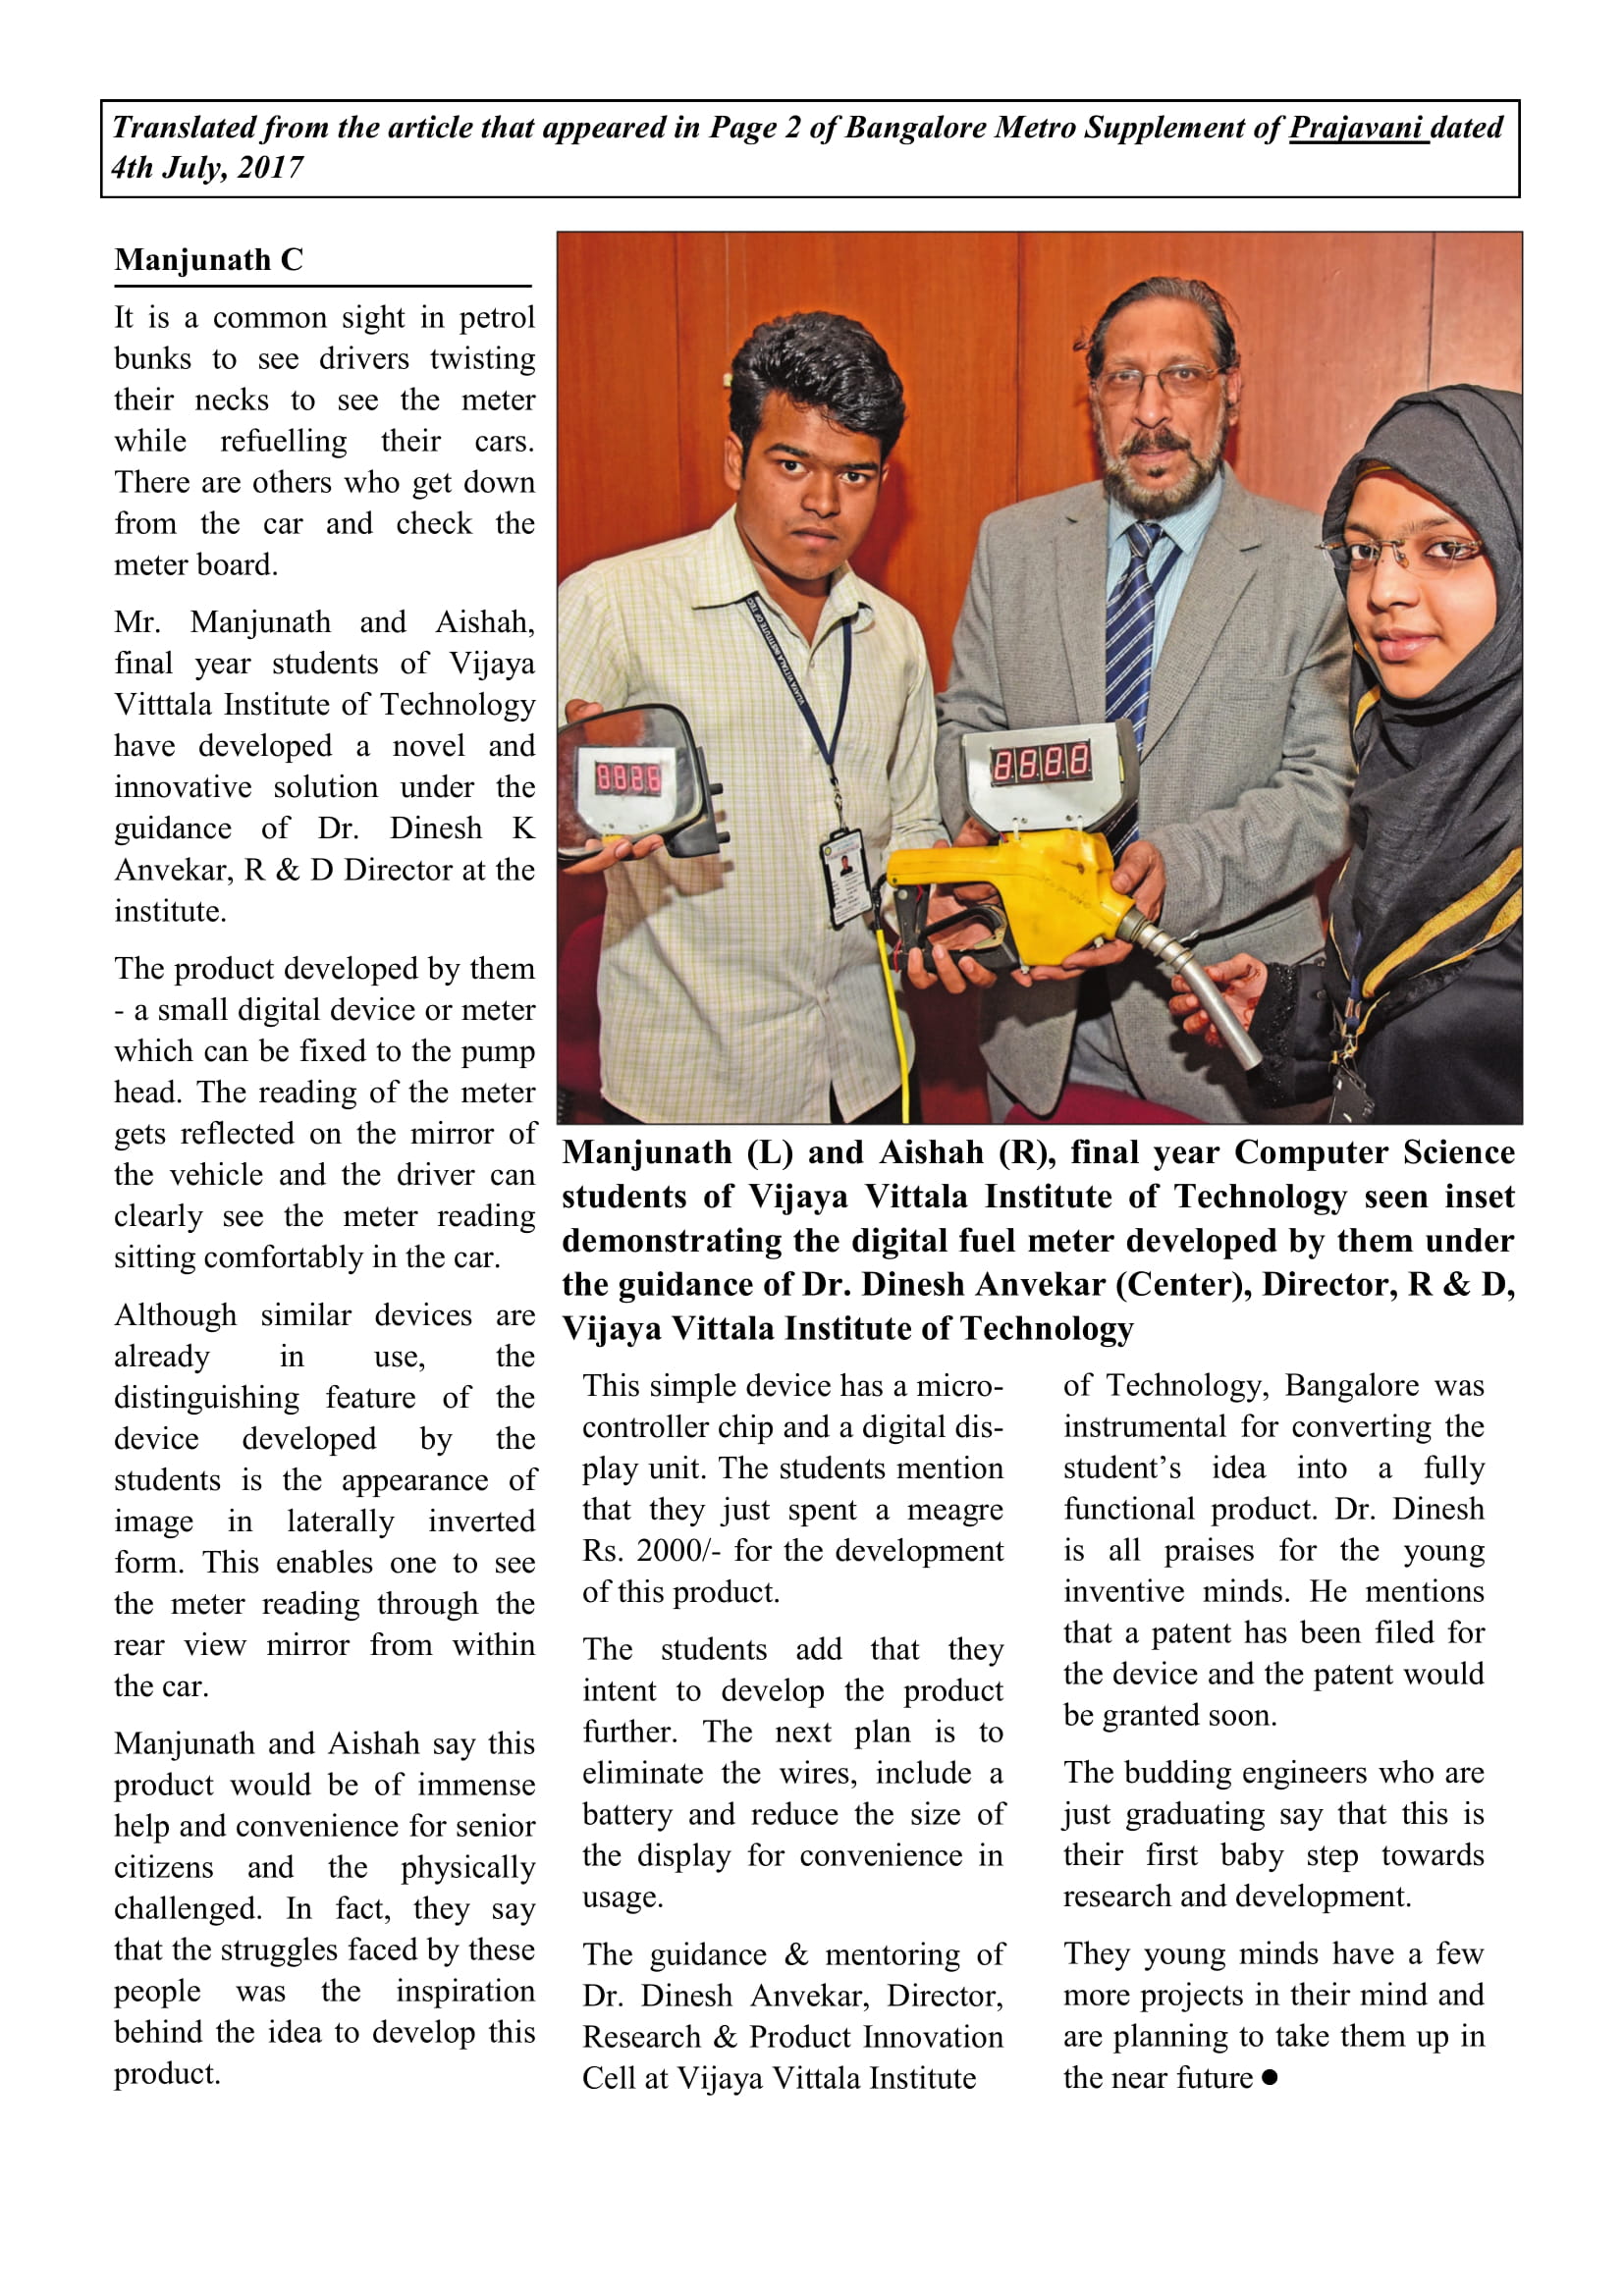 Translated from the article that appeared in Page 2 of Bangalore Metro Supplement of Prajavani dated
4th July, 2017
Manjunath C
It is a common sight in petrol
bunks to see drivers twisting
their necks to see the meter
while refuelling their cars.
There are others who get down
from the car and check the
meter board.
Mr. Manjunath and Aishah,
final year students of Vijaya
Vitttala Institute of Technology
have developed a novel and
innovative solution under the
guidance of Dr. Dinesh K
Anvekar, R & D Director at the
institute.
The product developed by them
- a small digital device or meter
which can be fixed to the pump
head. The reading of the meter
gets reflected on the mirror of
the vehicle and the driver can
clearly see the meter reading
sitting comfortably in the car.
Although similar devices are
already in use, the
distinguishing feature of the
device developed by the
students is the appearance of
image in laterally inverted
form. This enables one to see
the meter reading through the
rear view mirror from within
the car.
Manjunath and Aishah say this
product would be of immense
help and convenience for senior
citizens and the physically
challenged. In fact, they say
that the struggles faced by these
people was the inspiration
behind the idea to develop this
product.
VIJAYA VITTALA INSTITUTE OF TEC
Manjunath (L) and Aishah (R), final year Computer Science
students of Vijaya Vittala Institute of Technology seen inset
demonstrating the digital fuel meter developed by them under
the guidance of Dr. Dinesh Anvekar (Center), Director, R & D,
Vijaya Vittala Institute of Technology
This simple device has a micro-
controller chip and a digital dis-
play unit. The students mention
that they just spent a meagre
Rs. 2000/- for the development
of this product.
The students add that they
intent to develop the product
further. The next plan is to
eliminate the wires, include a
battery and reduce the size of
the display for convenience in
usage.
The guidance & mentoring of
Dr. Dinesh Anvekar, Director,
Research & Product Innovation
Cell at Vijaya Vittala Institute
of Technology, Bangalore was
instrumental for converting the
student’s idea into a fully
functional product. Dr. Dinesh
is all praises for the young
inventive minds. He mentions
that a patent has been filed for
the device and the patent would
be granted soon.
The budding engineers who are
just graduating say that this is
their first baby step towards
research and development.
They young minds have a few
more projects in their mind and
are planning to take them up in
the near future ●